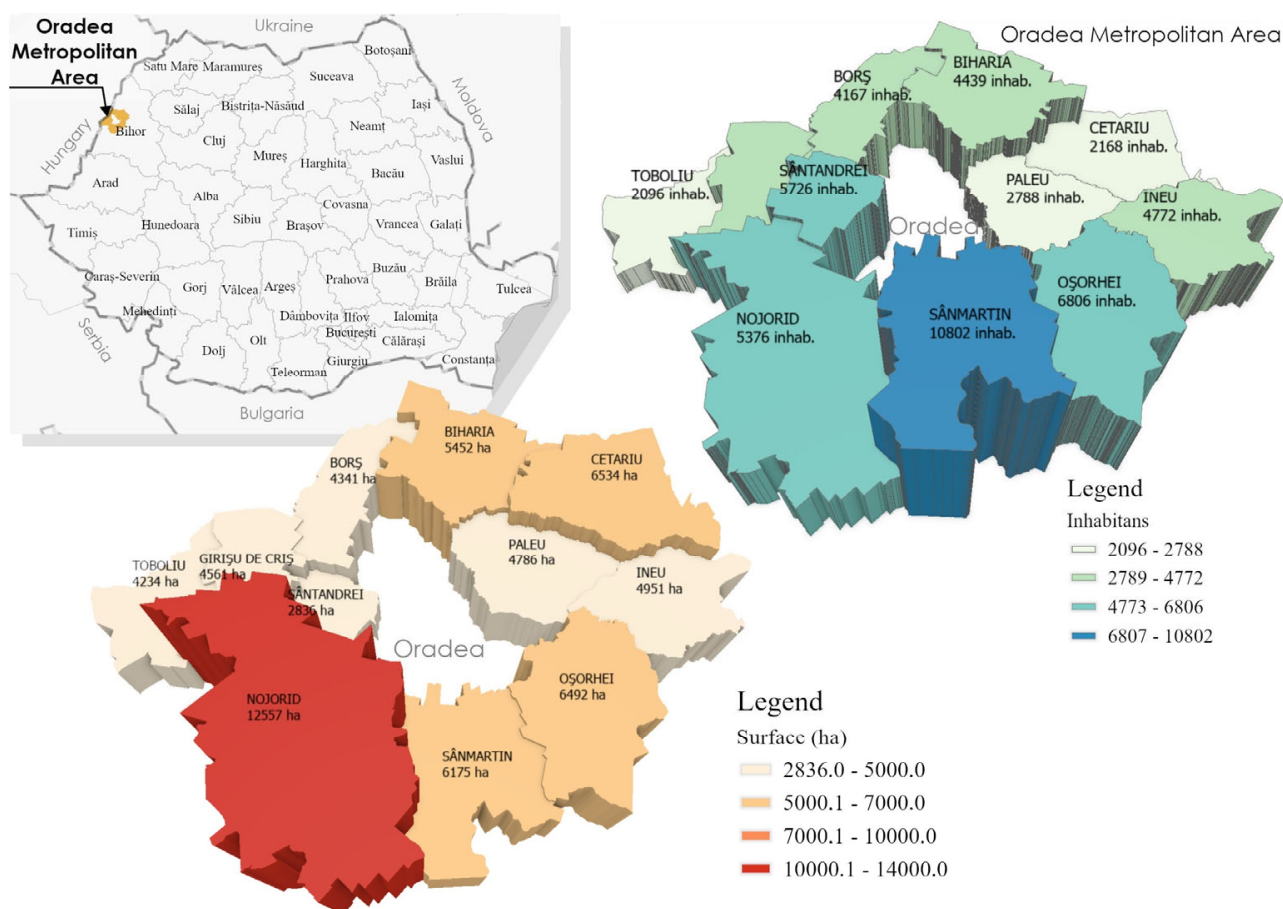 Oradea
Metropolitan
Area
Ukraine
Moldova
Hungary
Serbia
Bulgaria
Botoșani
Satu Mare
Maramureș
Suceava
Iași
Sălaj
Bistrița-Năsăud
Neamț
Bihor
Cluj
Mureș
Harghita
Bacău
Vaslui
Arad
Alba
Covasna
Timiș
Hunedoara
Sibiu
Brașov
Vrancea
Galați
Caraș-Severin
Gorj
Vâlcea
Argeș
Prahova
Buzău
Brăila
Tulcea
Mehedinți
Dâmbovița
Ilfov
Ialomița
București
Dolj
Olt
Călărași
Giurgiu
Teleorman
Constanța
Oradea Metropolitan Area
BIHARIA
4439 inhab.
BORŞ
4167 inhab.
CETARIU
2168 inhab.
TOBOLIU
2096 inhab.
SÂNTANDREI
5726 inhab.
PALEU
2788 inhab.
INEU
4772 inhab.
Oradea
OŞORHEI
6806 inhab.
NOJORID
5376 inhab.
SÂNMARTIN
10802 inhab.
Legend
Inhabitans
2096 - 2788
2789 - 4772
4773 - 6806
6807 - 10802
BIHARIA
5452 ha
BORŞ
4341 ha
CETARIU
6534 ha
PALEU
4786 ha
TOBOLIU
4234 ha
GIRIŞU DE CRIŞ
4561 ha
SÂNTANDREI
2836 ha
INEU
4951 ha
Oradea
OŞORHEI
6492 ha
NOJORID
12557 ha
SÂNMARTIN
6175 ha
Legend
Surface (ha)
2836.0 - 5000.0
5000.1 - 7000.0
7000.1 - 10000.0
10000.1 - 14000.0